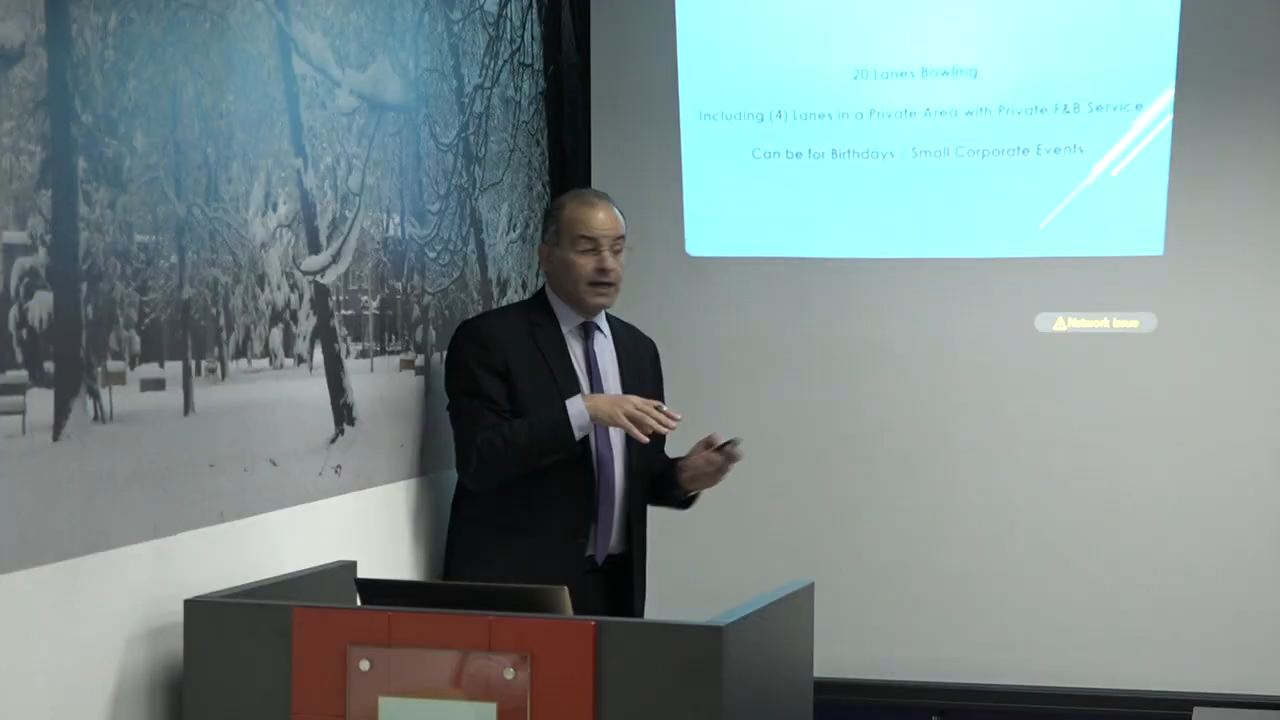 20 Lanes Bowling
Including (4) Lanes in a Private Area with Private F&B Service
Can be for Birthdays / Small Corporate Events
Network Issue